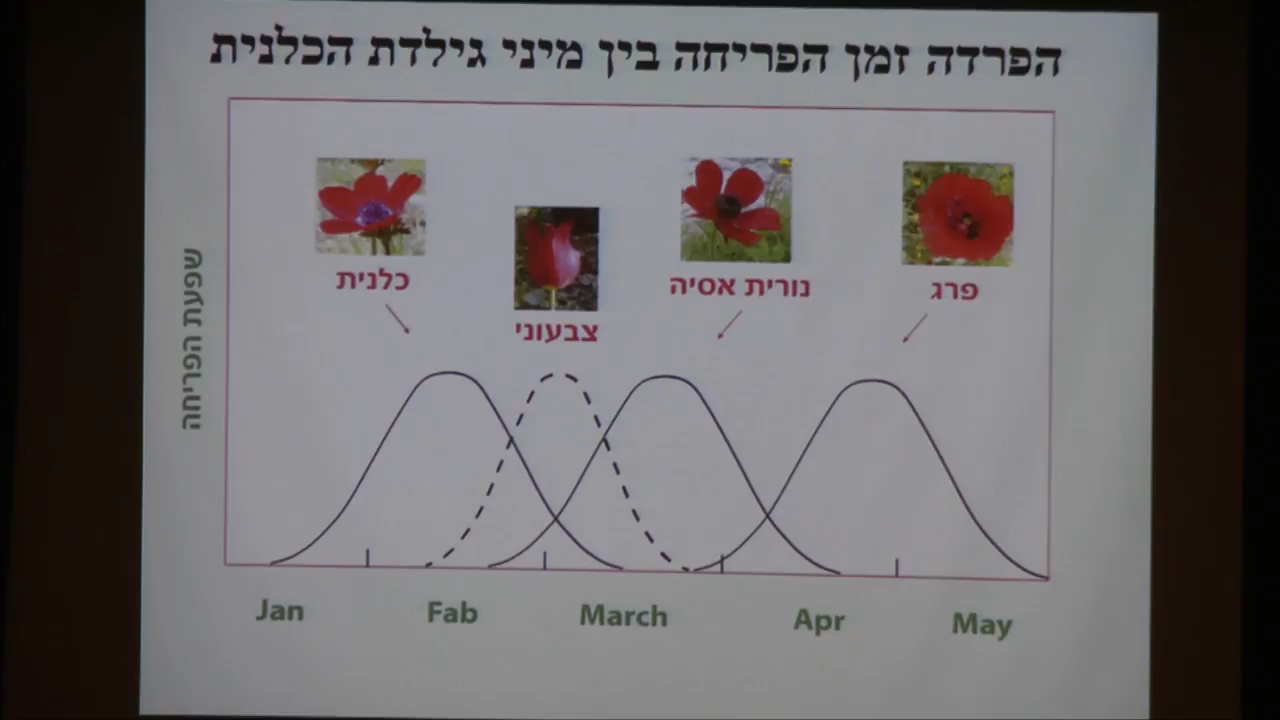 הפרדה זמן הפריחה בין מיני גילדת הכלנית
כלנית
צבעוני
נורית אסיה
פרג
שפעת הפריחה
Jan
Fab
March
Apr
May